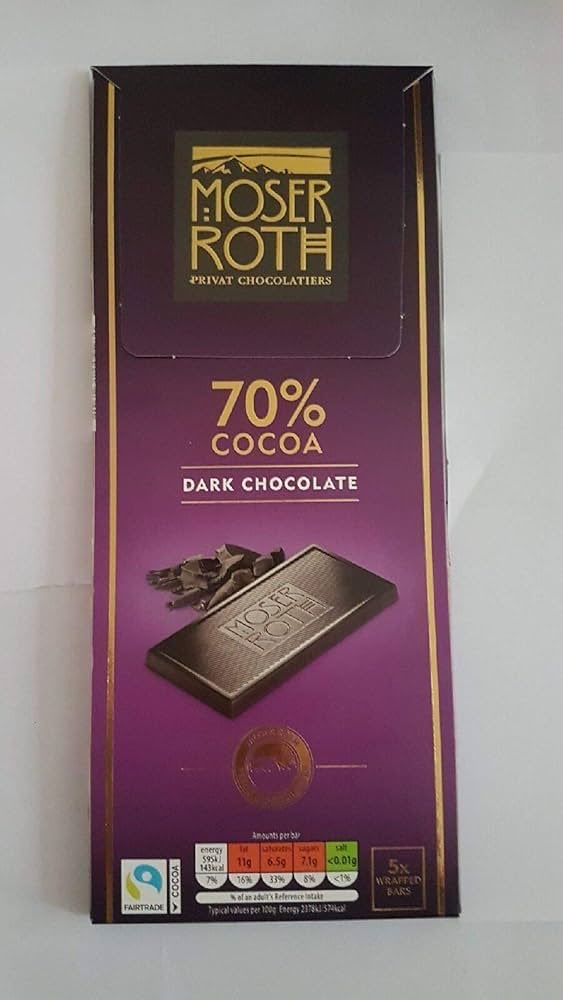 MOSER
ROTH
PRIVAT CHOCOLATIERS
70%
COCOA
DARK CHOCOLATE
MOSER
ROTH
Amounts per bar
energy fat saturates sugars salt
595kJ 11g 6.5g 7.1g <0.01g
143kcal
7% 16% 33% 8% <1%
% of an adult's Reference Intake
Typical values per 100g: Energy 2378kJ/574kcal
FAIRTRADE
COCOA
5x
WRAPPED
BARS